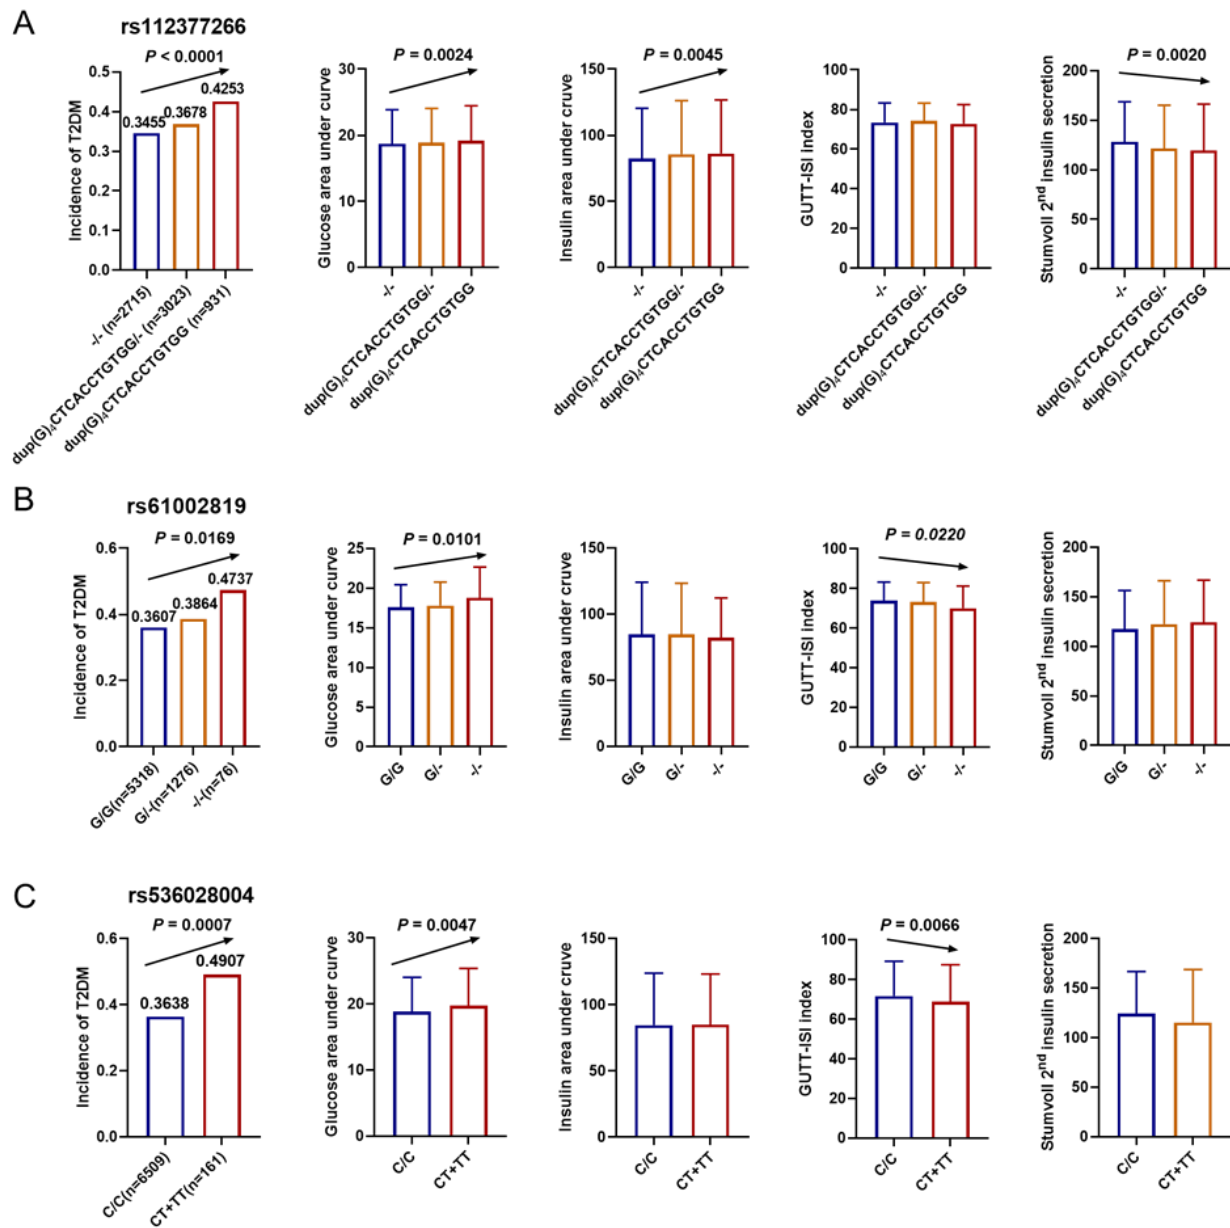 A
rs112377266
P < 0.0001
Incidence of T2DM
0.5
0.4
0.3
0.2
0.1
0.0
0.3455
0.3678
0.4253
-/- (n=2715)
dup(G)4CTCACCTGTGG/- (n=3023)
dup(G)4CTCACCTGTGG (n=931)
P = 0.0024
Glucose area under curve
30
20
10
0
-/-
dup(G)4CTCACCTGTGG/-
dup(G)4CTCACCTGTGG
P = 0.0045
Insulin area under cruve
150
100
50
0
-/-
dup(G)4CTCACCTGTGG/-
dup(G)4CTCACCTGTGG
GUTT-ISI index
100
80
60
40
20
0
-/-
dup(G)4CTCACCTGTGG/-
dup(G)4CTCACCTGTGG
P = 0.0020
Stumvoll 2nd insulin secretion
200
150
100
50
0
-/-
dup(G)4CTCACCTGTGG/-
dup(G)4CTCACCTGTGG
B
rs61002819
P = 0.0169
Incidence of T2DM
0.6
0.4
0.2
0.0
0.3607
0.3864
0.4737
G/G(n=5318)
G/-(n=1276)
-/-(n=76)
P = 0.0101
Glucose area under curve
25
20
15
10
5
0
G/G
G/-
-/-
Insulin area under cruve
150
100
50
0
G/G
G/-
-/-
P = 0.0220
GUTT-ISI index
100
80
60
40
20
0
G/G
G/-
-/-
Stumvoll 2nd insulin secretion
200
150
100
50
0
G/G
G/-
-/-
C
rs536028004
P = 0.0007
Incidence of T2DM
0.6
0.4
0.2
0.0
0.3638
0.4907
C/C(n=6509)
CT+TT(n=161)
P = 0.0047
Glucose area under curve
30
20
10
0
C/C
CT+TT
Insulin area under cruve
150
100
50
0
C/C
CT+TT
P = 0.0066
GUTT-ISI index
100
80
60
40
20
0
C/C
CT+TT
Stumvoll 2nd insulin secretion
200
150
100
50
0
C/C
CT+TT